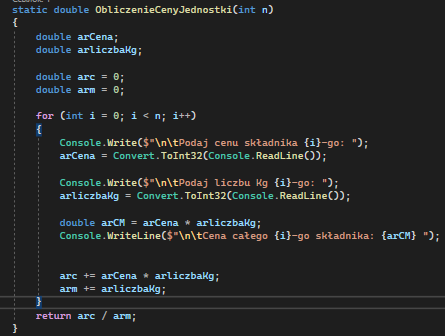 static double ObliczenieCenyJednostki(int n)
{
double arCena;
double arliczbaKg;
double arc = 0;
double arm = 0;
for (int i = 0; i < n; i++)
{
Console.Write($"\n\tPodaj cenu składnika {i}-go: ");
arCena = Convert.ToInt32(Console.ReadLine());
Console.Write($"\n\tPodaj liczbu Kg {i}-go: ");
arliczbaKg = Convert.ToInt32(Console.ReadLine());
double arCM = arCena * arliczbaKg;
Console.WriteLine($"\n\tCena całego {i}-go składnika: {arCM} ");
arc += arCena * arliczbaKg;
arm += arliczbaKg;
}
return arc / arm;
}